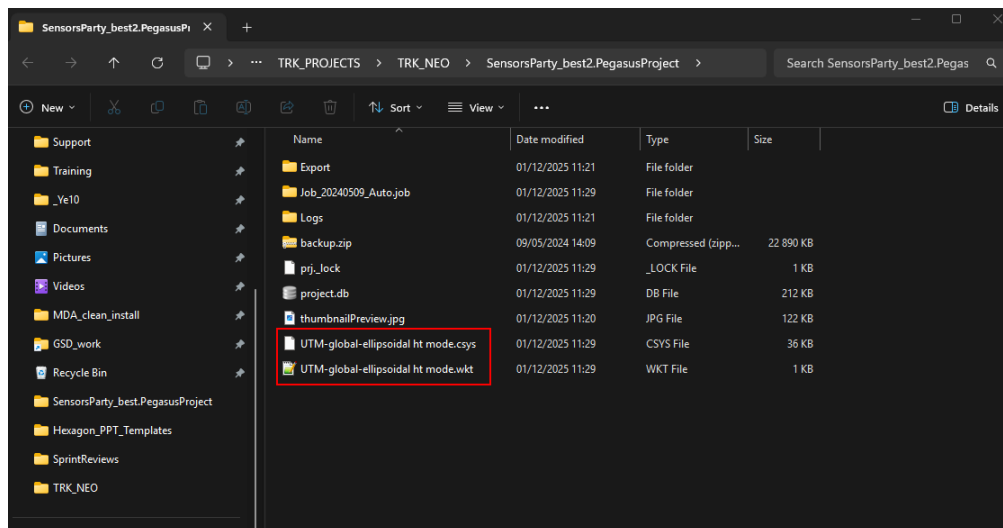 SensorsParty_best2.PegasusPr
TRK_PROJECTS > TRK_NEO > SensorsParty_best2.PegasusProject >
Search SensorsParty_best2.Pegas
New
Sort
View
Details
Name Date modified Type Size
Support
Training
_Ye10
Documents
Pictures
Videos
MDA_clean_install
GSD_work
Recycle Bin
SensorsParty_best.PegasusProject
Hexagon_PPT_Templates
SprintReviews
TRK_NEO
Export 01/12/2025 11:21 File folder
Job_20240509_Auto.job 01/12/2025 11:29 File folder
Logs 01/12/2025 11:21 File folder
backup.zip 09/05/2024 14:09 Compressed (zipp... 22 890 KB
prj._lock 01/12/2025 11:29 _LOCK File 1 KB
project.db 01/12/2025 11:29 DB File 212 KB
thumbnailPreview.jpg 01/12/2025 11:20 JPG File 122 KB
UTM-global-ellipsoidal ht mode.csys 01/12/2025 11:29 CSYS File 36 KB
UTM-global-ellipsoidal ht mode.wkt 01/12/2025 11:29 WKT File 1 KB